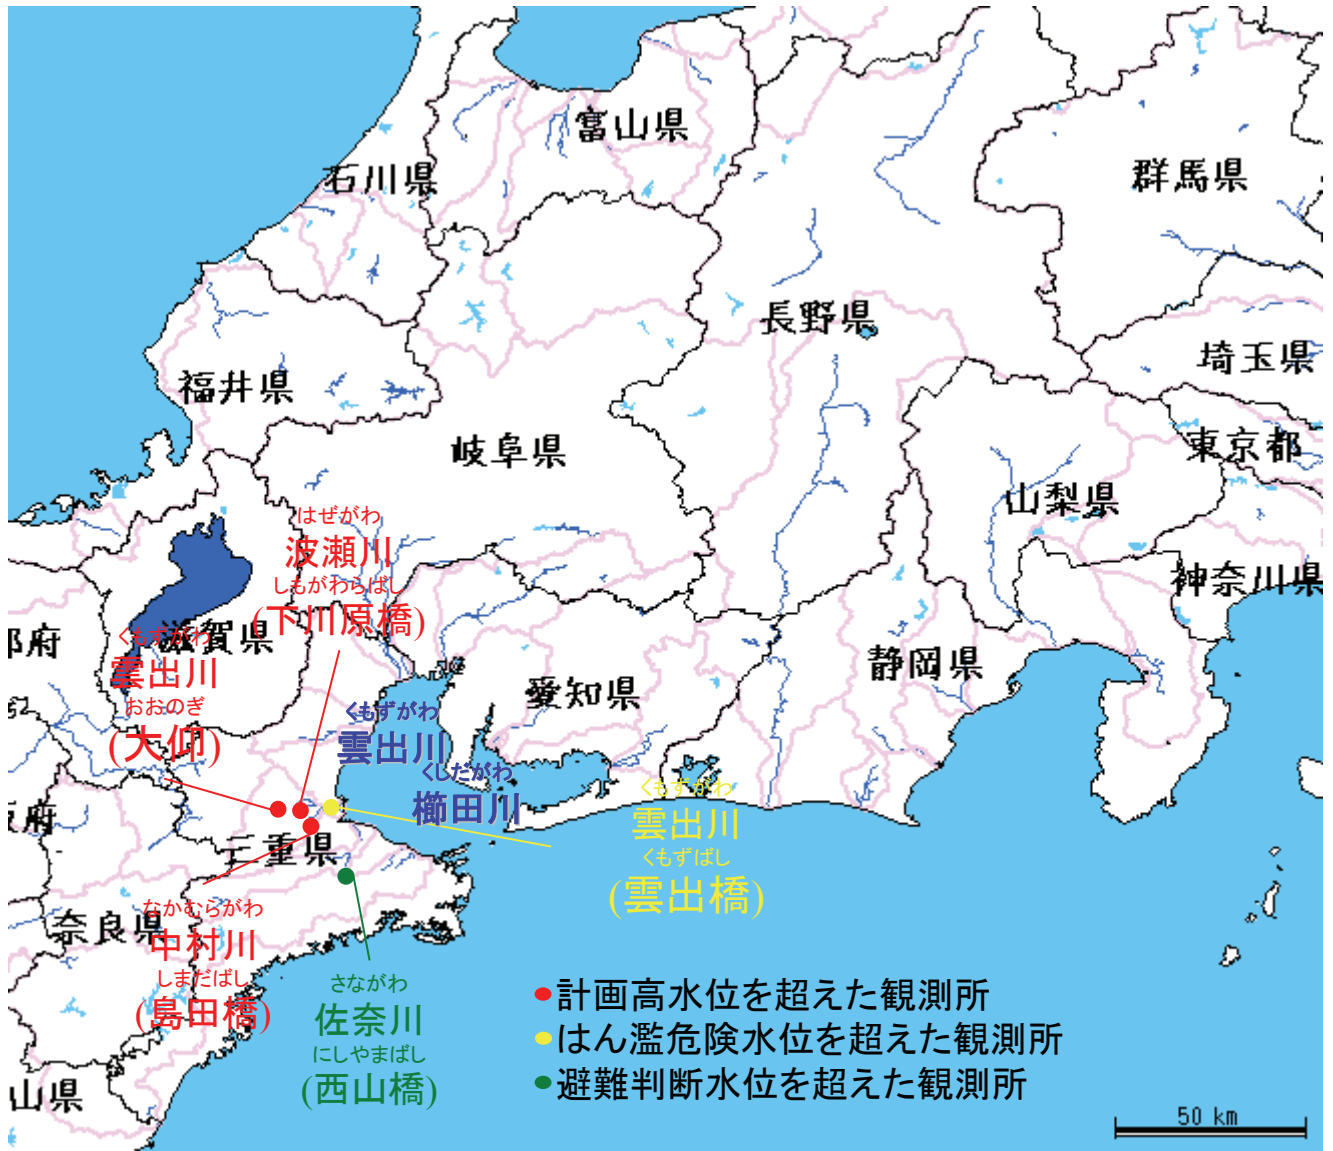 富山県
石川県
群馬県
長野県
埼玉県
福井県
東京都
岐阜県
山梨県
はぜがわ
波瀬川
しもがわらばし
(下川原橋)
神奈川県
滋賀県
くもずがわ
雲出川
おおのぎ
(大仰)
静岡県
愛知県
くもずがわ
雲出川
くしだがわ
櫛田川
くもずがわ
雲出川
くもずばし
(雲出橋)
三重県
奈良県
なかむらがわ
中村川
しまだばし
(島田橋)
さながわ
佐奈川
にしやまばし
(西山橋)
計画高水位を超えた観測所
はん濫危険水位を超えた観測所
避難判断水位を超えた観測所
山県
50 km